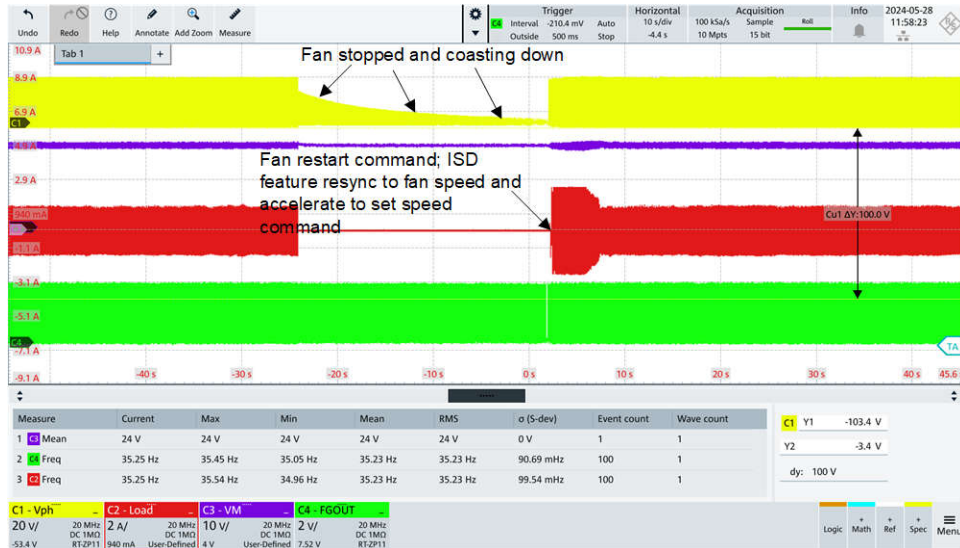 Undo
Redo
Help
Annotate
Add Zoom
Measure
Trigger
C4 Interval -210.4 mV Auto
Outside 500 ms Stop
Horizontal
10 s/div
-4.4 s
Acquisition
100 kSa/s Sample Roll
10 Mpts 15 bit
Info
2024-05-28
11:58:23
10.9 A
Tab 1 +
Fan stopped and coasting down
8.9 A
6.9 A
C1
4.9 A
Fan restart command; ISD
feature resync to fan speed and
accelerate to set speed
command
2.9 A
940 mA
Cu1 ΔY:100.0 V
-1.1 A
-3.1 A
-5.1 A
C4
-7.1 A
TA
-9.1 A
-40 s -30 s -20 s -10 s 0 s 10 s 20 s 30 s 40 s 45.6
Measure Current Max Min Mean RMS σ (S-dev) Event count Wave count
1 C3 Mean 24 V 24 V 24 V 24 V 24 V 0 V 1 1
2 C4 Freq 35.25 Hz 35.45 Hz 35.05 Hz 35.23 Hz 35.23 Hz 90.69 mHz 100 1
3 C2 Freq 35.25 Hz 35.54 Hz 34.96 Hz 35.23 Hz 35.23 Hz 99.54 mHz 100 1
C1 Y1 -103.4 V
Y2 -3.4 V
dy: 100 V
C1 - Vph
20 V/ 20 MHz
DC 1MΩ
-53.4 V RT-ZP11
C2 - Load
2 A/ 20 MHz
DC 1MΩ
940 mA User-Defined
C3 - VM
10 V/ 20 MHz
DC 1MΩ
4 V User-Defined
C4 - FGOUT
2 V/ 20 MHz
DC 1MΩ
7.52 V RT-ZP11
Logic
+ Math
+ Ref
+ Spec
Menu